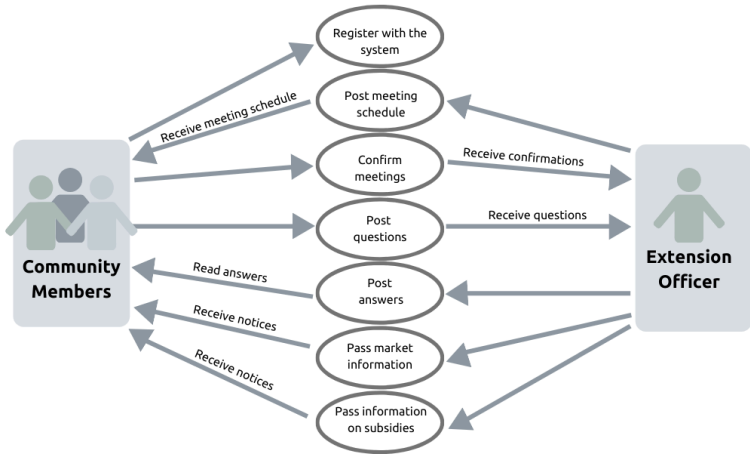 Register with the
system
Receive meeting schedule
Post meeting
schedule
Confirm
meetings
Receive confirmations
Post
questions
Receive questions
Community
Members
Extension
Officer
Read answers
Post
answers
Receive notices
Pass market
information
Receive notices
Pass information
on subsidies